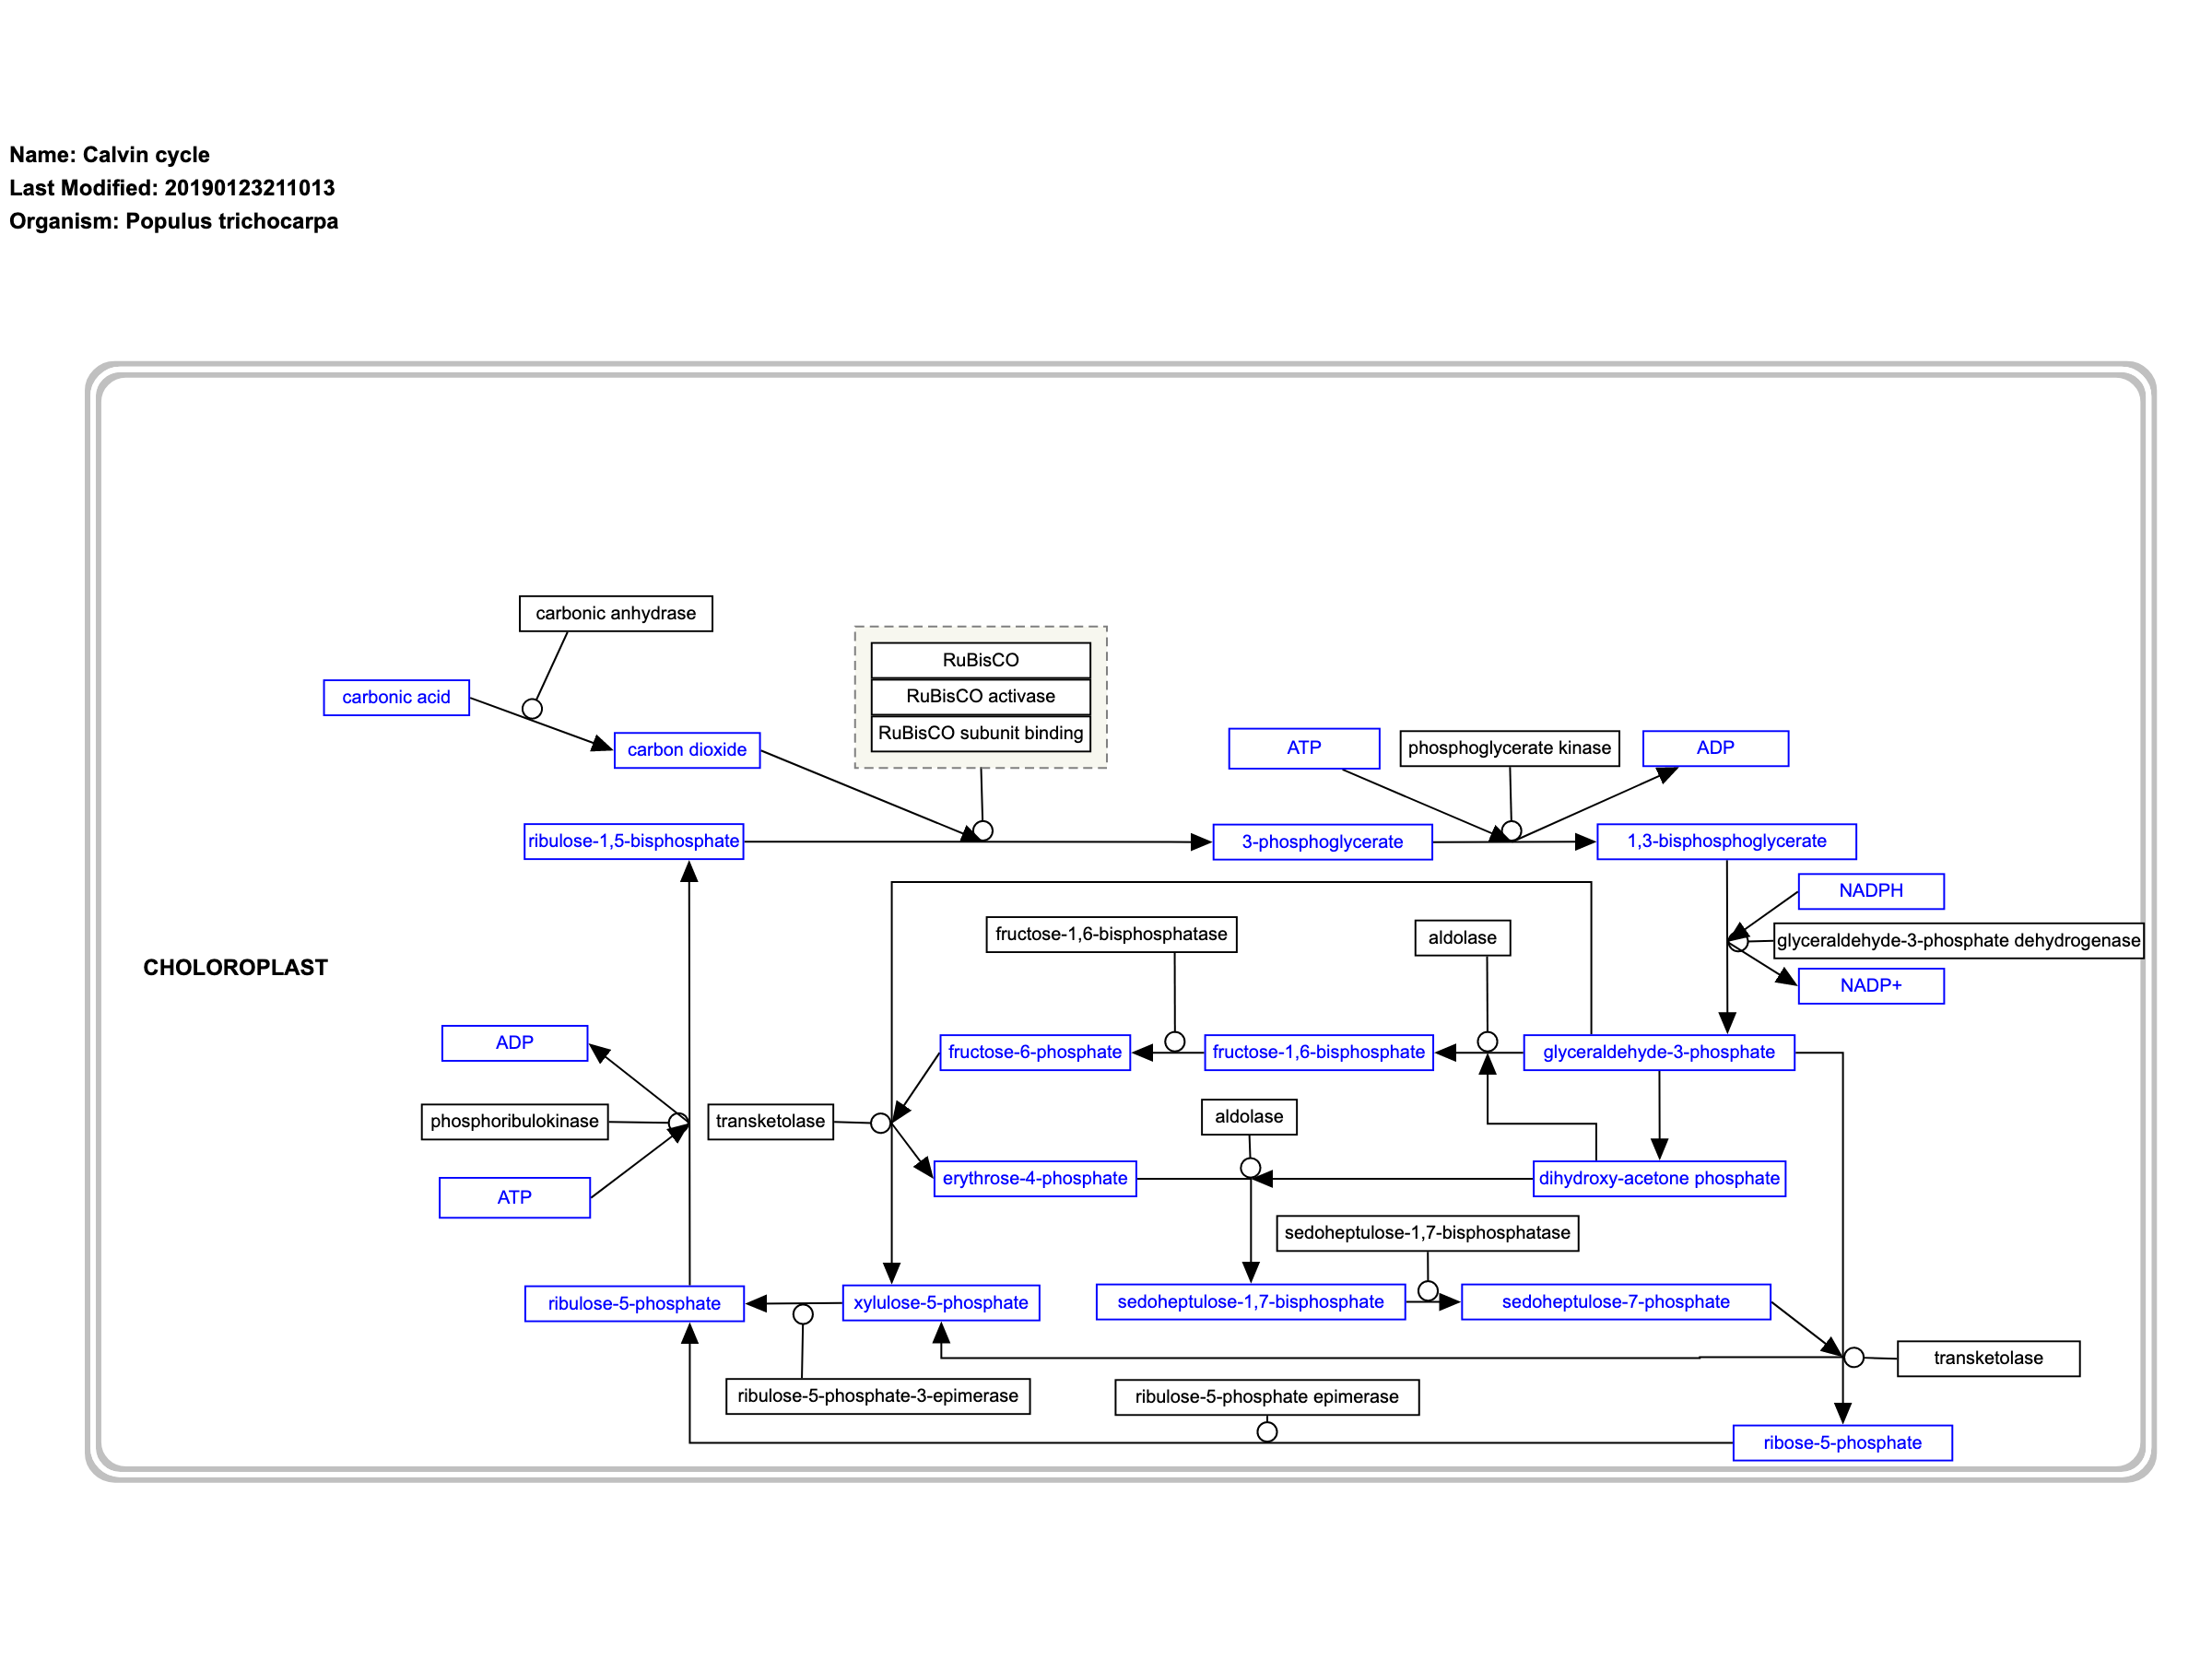 Name: Calvin cycle
Last Modified: 20190123211013
Organism: Populus trichocarpa
carbonic anhydrase
RuBisCO
carbonic acid
RuBisCO activase
RuBisCO subunit binding
carbon dioxide
ATP
phosphoglycerate kinase
ADP
ribulose-1,5-bisphosphate
3-phosphoglycerate
1,3-bisphosphoglycerate
NADPH
fructose-1,6-bisphosphatase
aldolase
glyceraldehyde-3-phosphate dehydrogenase
CHOLOROPLAST
NADP+
ADP
fructose-6-phosphate
fructose-1,6-bisphosphate
glyceraldehyde-3-phosphate
phosphoribulokinase
transketolase
aldolase
erythrose-4-phosphate
dihydroxy-acetone phosphate
ATP
sedoheptulose-1,7-bisphosphatase
ribulose-5-phosphate
xylulose-5-phosphate
sedoheptulose-1,7-bisphosphate
sedoheptulose-7-phosphate
transketolase
ribulose-5-phosphate-3-epimerase
ribulose-5-phosphate epimerase
ribose-5-phosphate